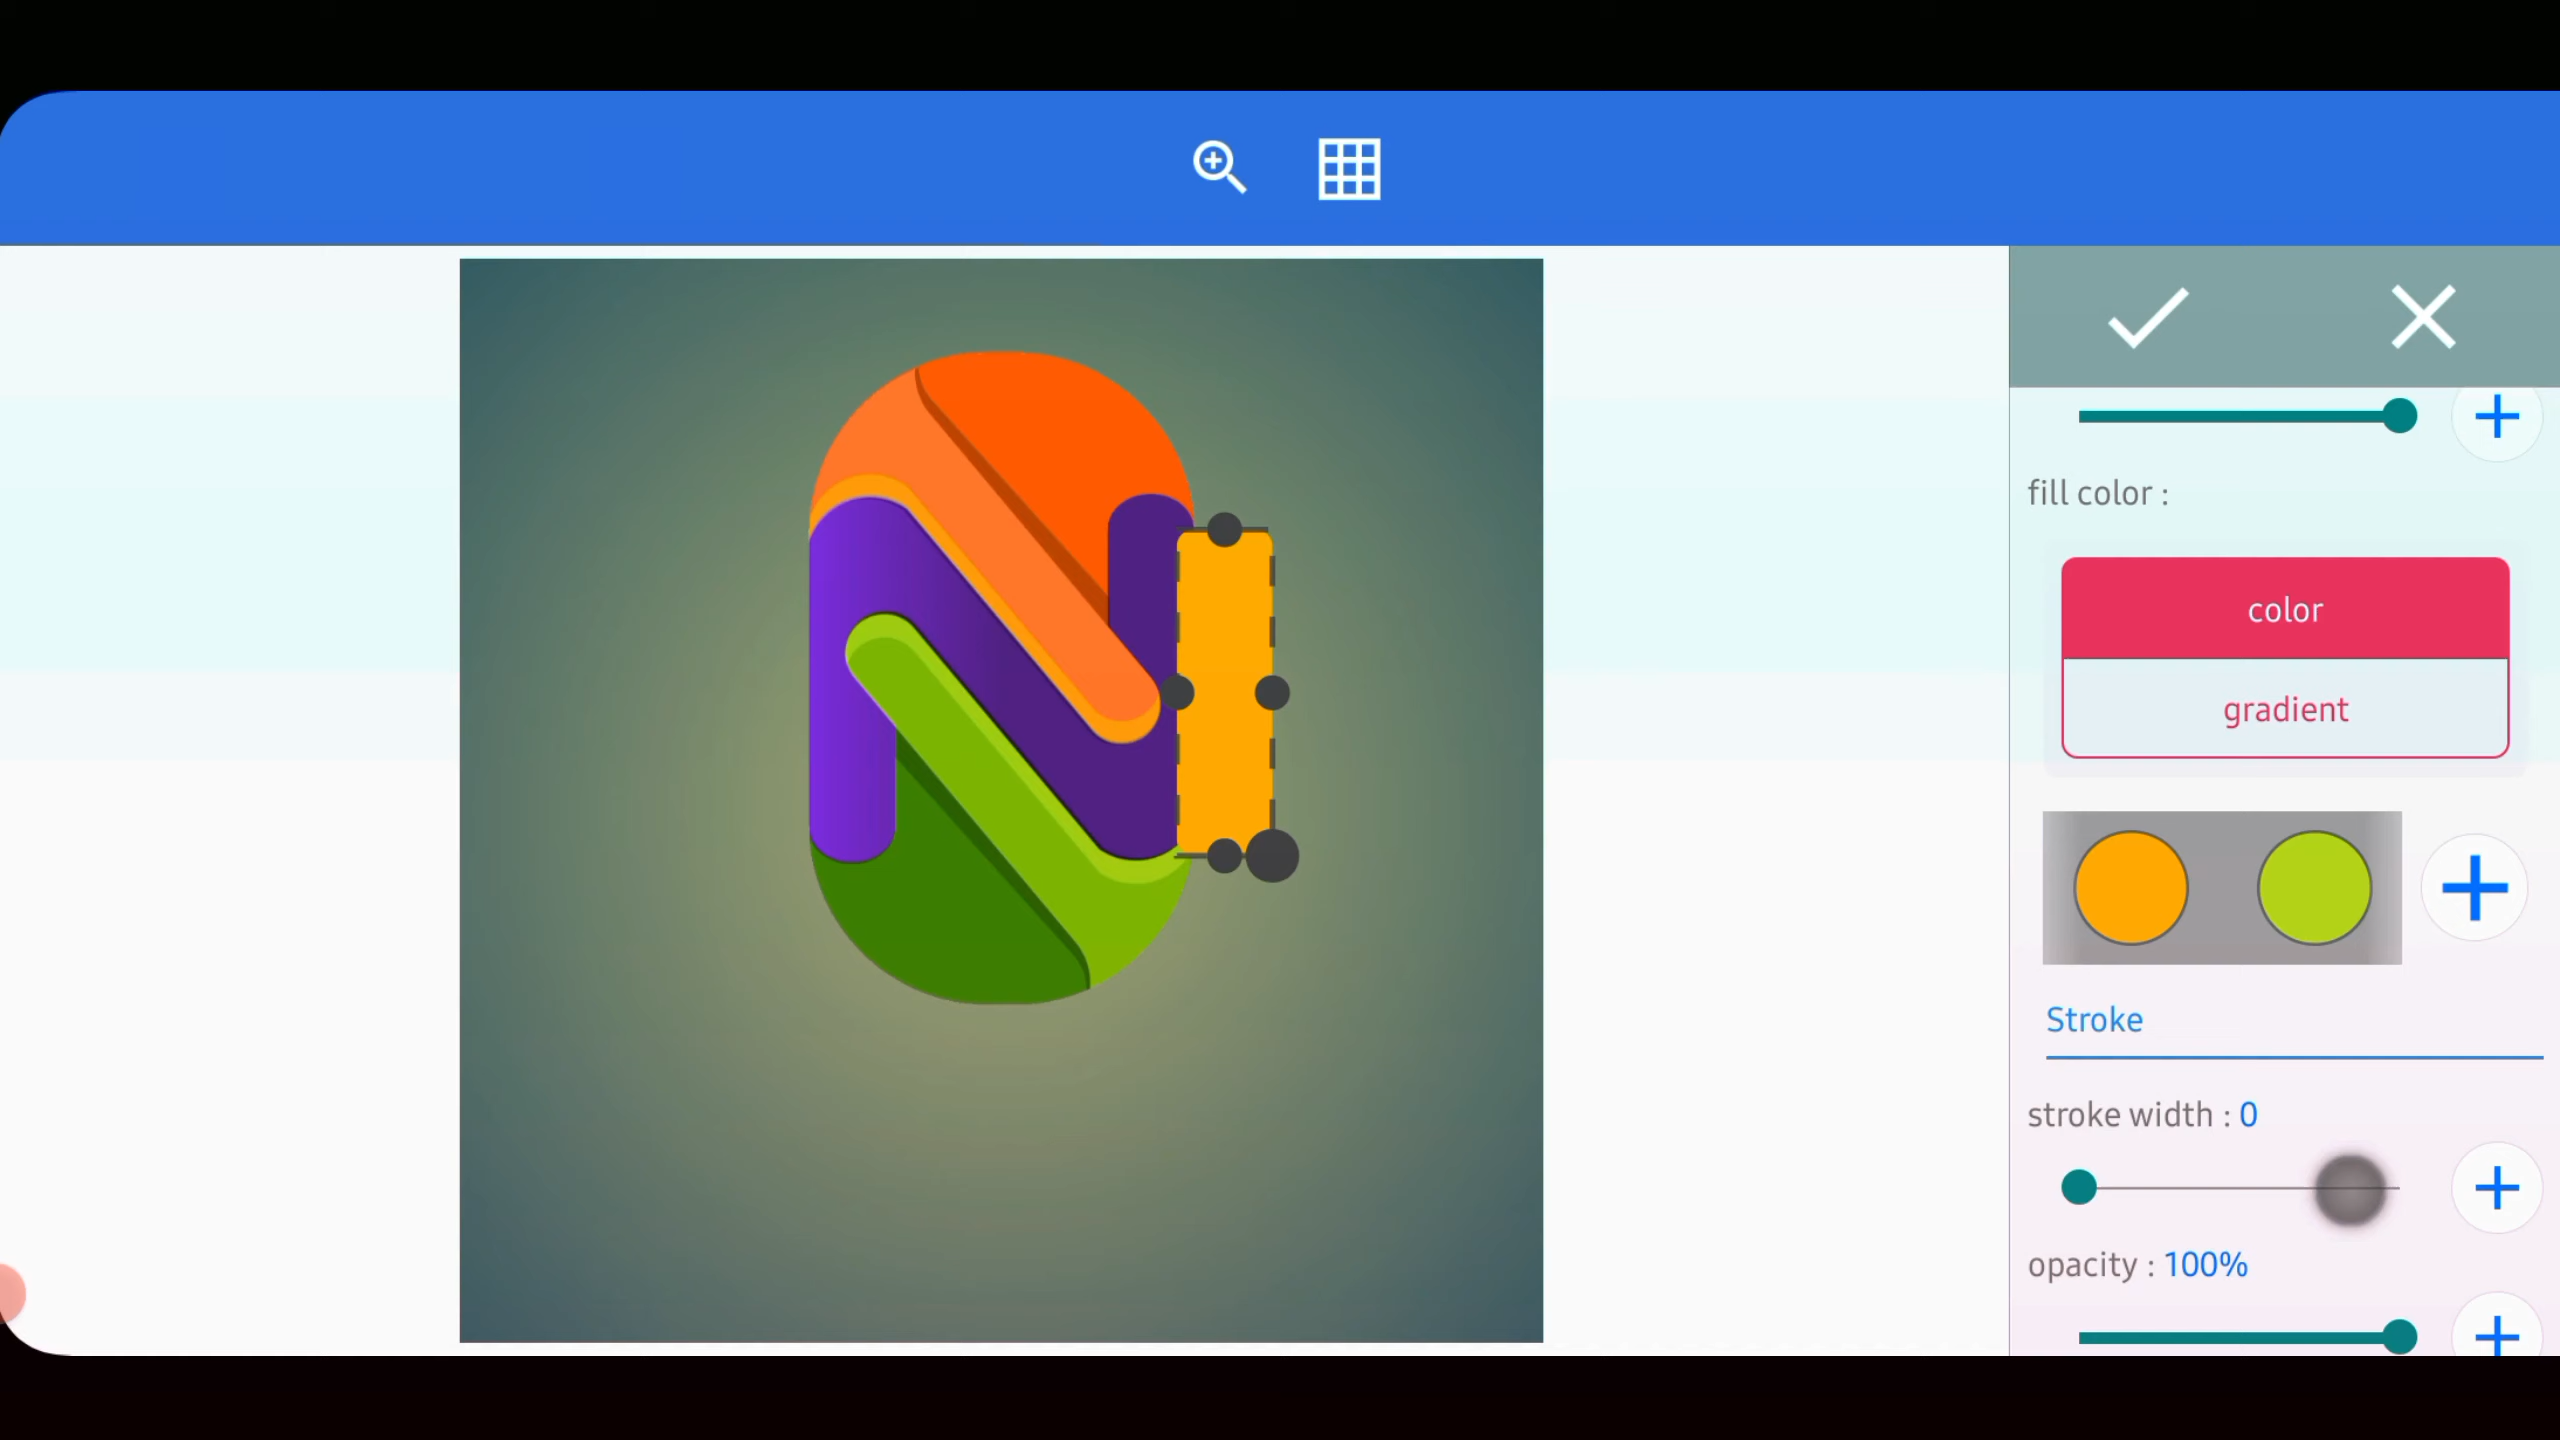 fill color :
color
gradient
Stroke
stroke width : 0
opacity : 100%